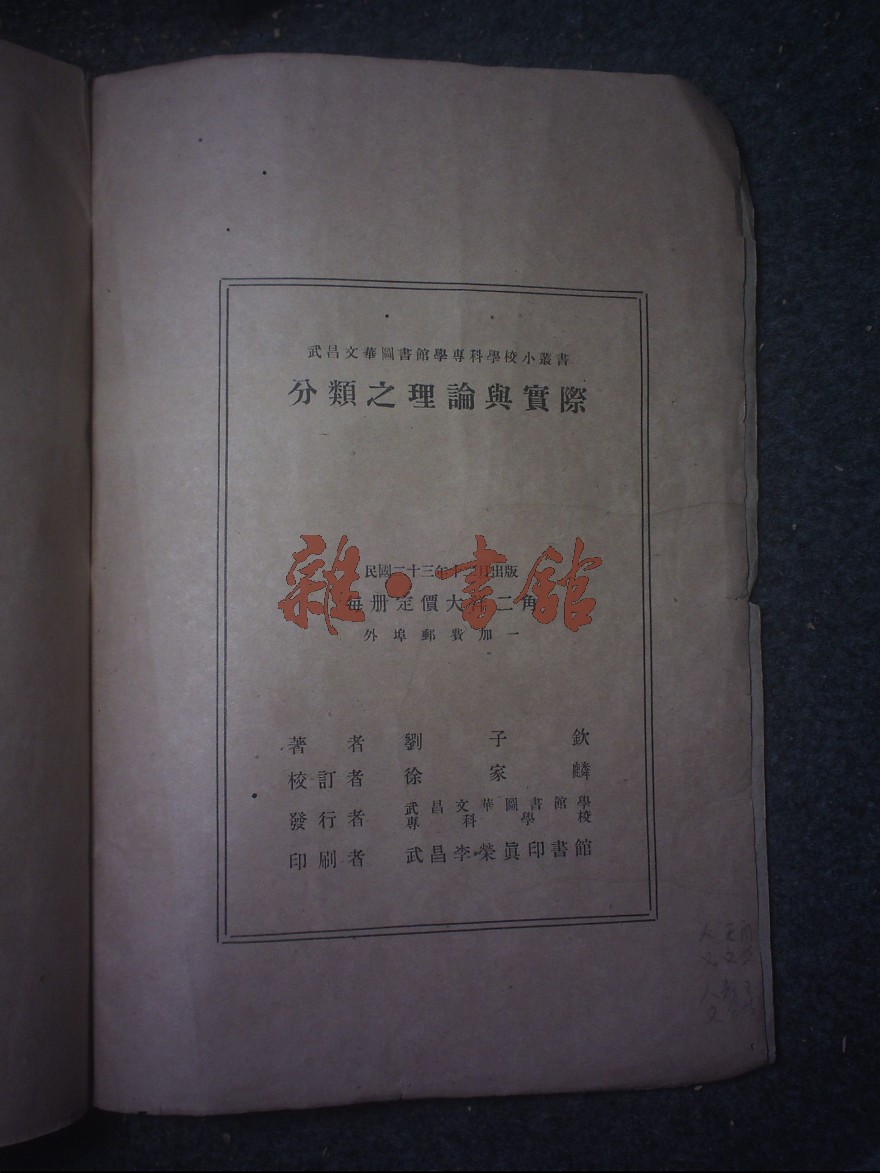 武昌文華圖書館學專科學校小叢書
分類之理論與實際
雜·書館
民國二十三年十二月出版
每册定價大洋二角
外埠郵費加一
著者 劉子欽
校訂者 徐家麟
發行者 武昌文華圖書館學專科學校
印刷者 武昌李榮眞印書館